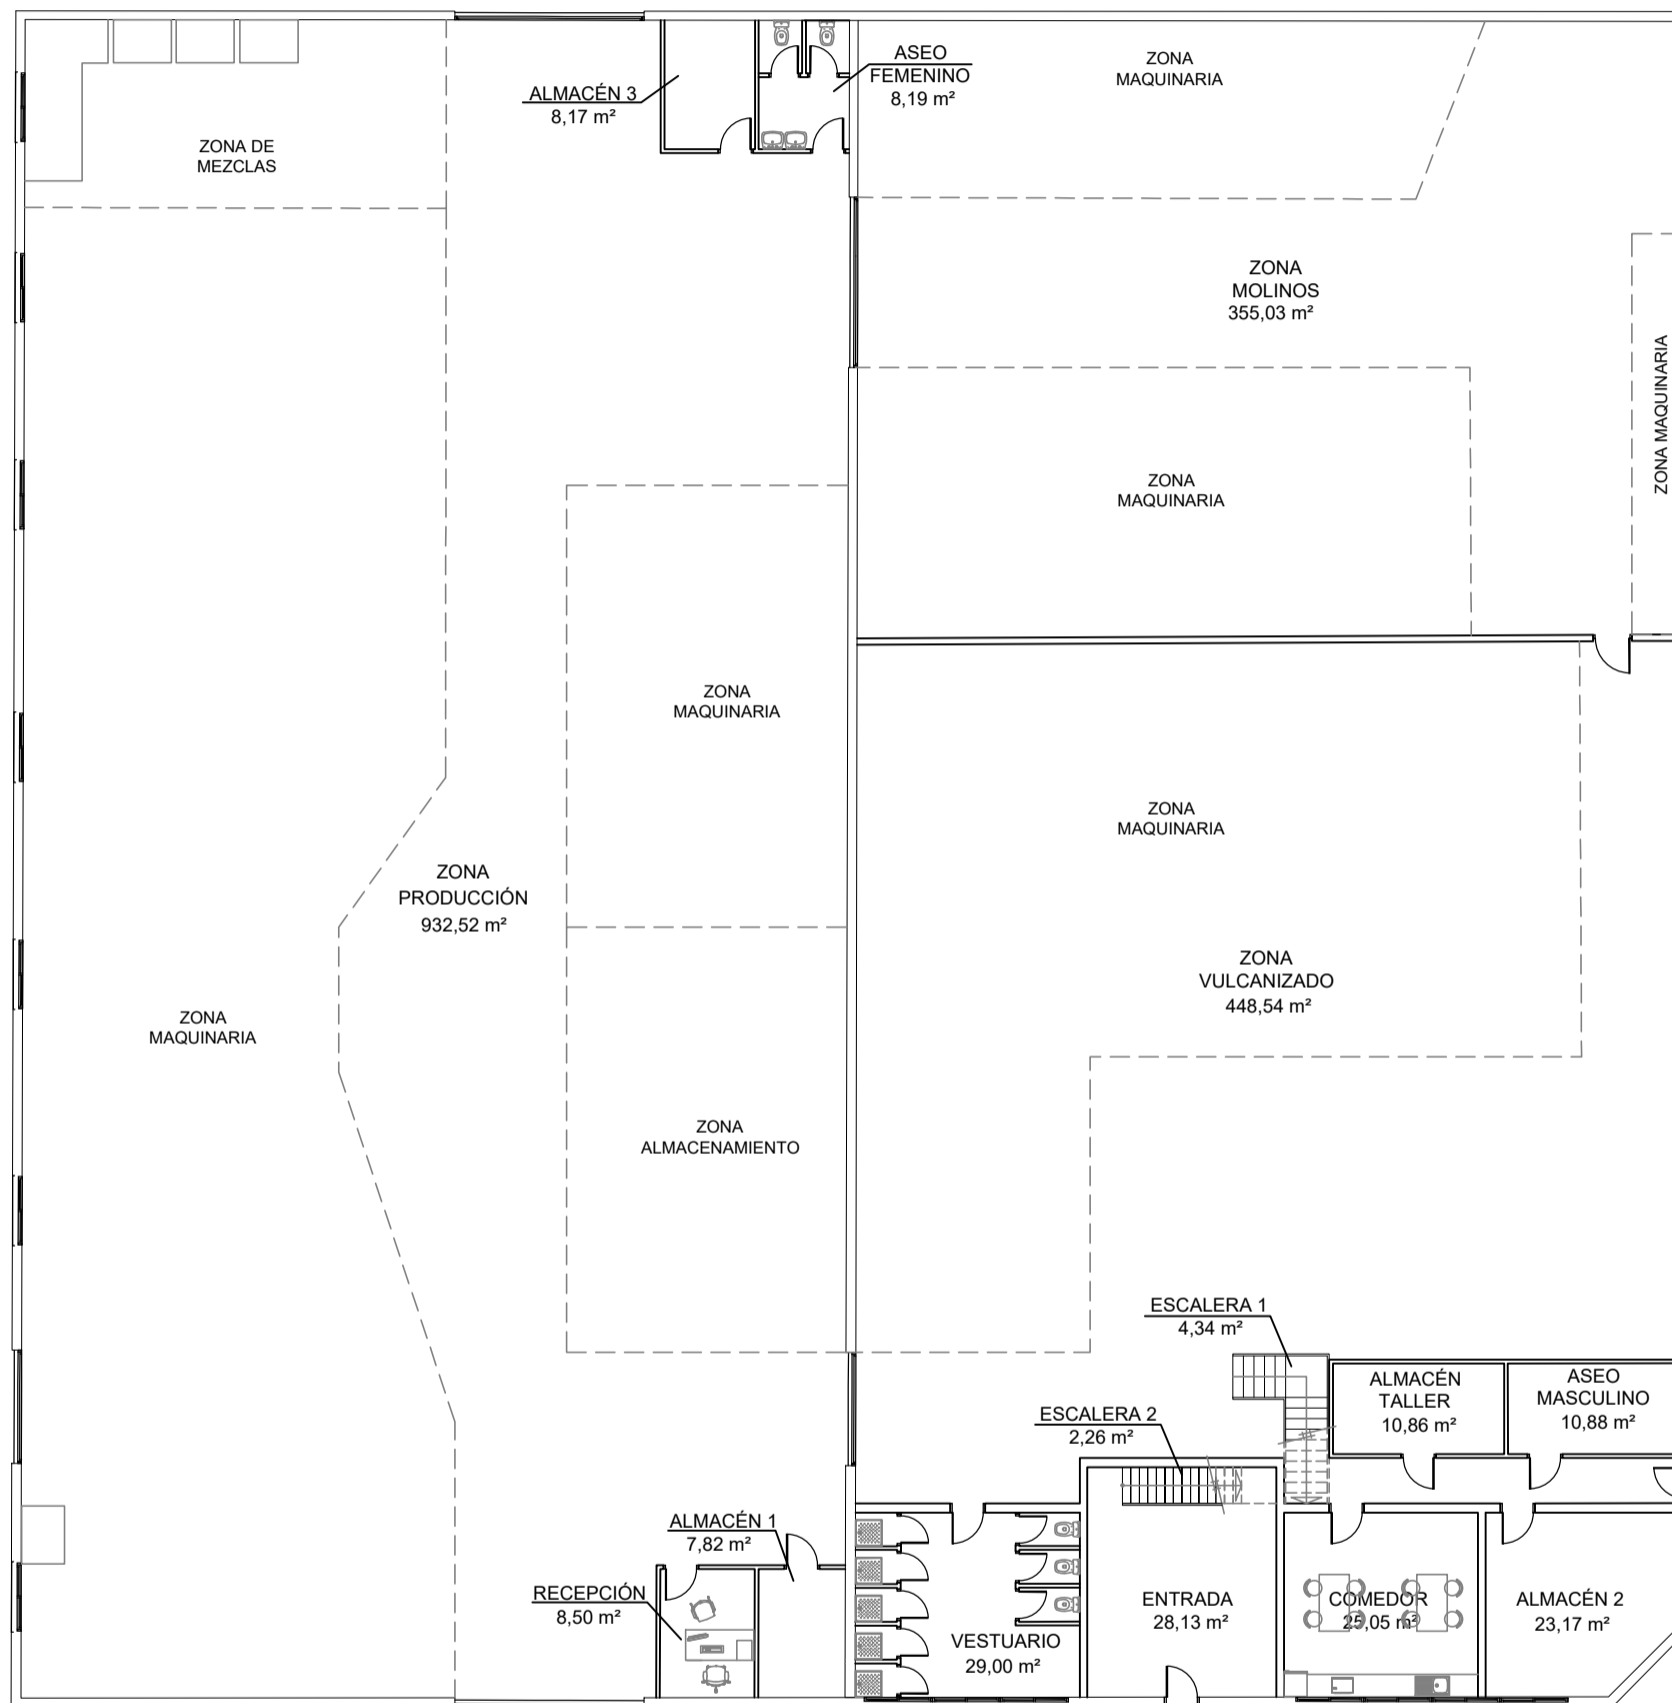 ZONA
MAQUINARIA
ASEO
FEMENINO
8,19 m²
ALMACÉN 3
8,17 m²
ZONA DE
MEZCLAS
ZONA
MOLINOS
355,03 m²
ZONA MAQUINARIA
ZONA
MAQUINARIA
ZONA
MAQUINARIA
ZONA
MAQUINARIA
ZONA
PRODUCCIÓN
932,52 m²
ZONA
VULCANIZADO
448,54 m²
ZONA
MAQUINARIA
ZONA
ALMACENAMIENTO
ESCALERA 1
4,34 m²
ALMACÉN
TALLER
10,86 m²
ASEO
MASCULINO
10,88 m²
ESCALERA 2
2,26 m²
ALMACÉN 1
7,82 m²
RECEPCIÓN
8,50 m²
VESTUARIO
29,00 m²
ENTRADA
28,13 m²
COMEDOR
25,05 m²
ALMACÉN 2
23,17 m²